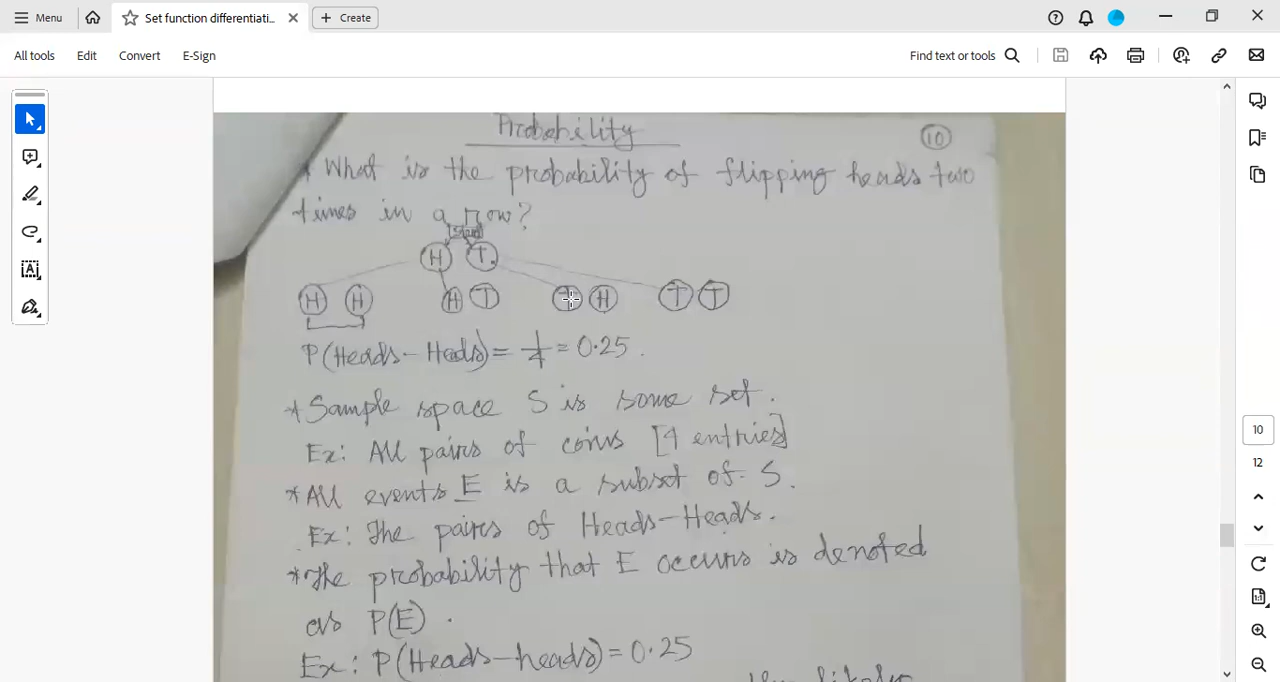 Menu
Set function differentiati...
Create
All tools Edit Convert E-Sign
Find text or tools
Probability
10
* What is the probability of flipping heads two
times in a row?
Start
H T
H H H T T H T T
P(Heads-Heads) = 1/4 = 0.25.
* Sample space S is some set.
Ex: All pairs of coins [4 entries]
* All events E is a subset of S.
Ex: The pairs of Heads-Heads.
* The probability that E occurs is denoted
as P(E).
Ex: P(Heads-heads) = 0.25
likely
10
12